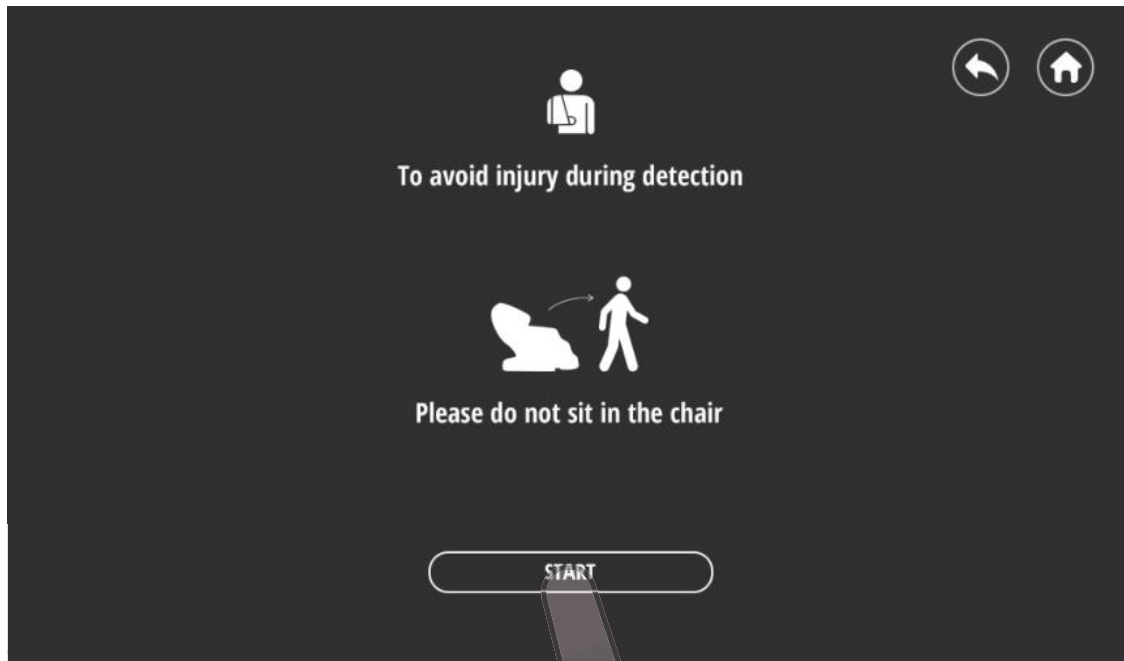 To avoid injury during detection
Please do not sit in the chair
START